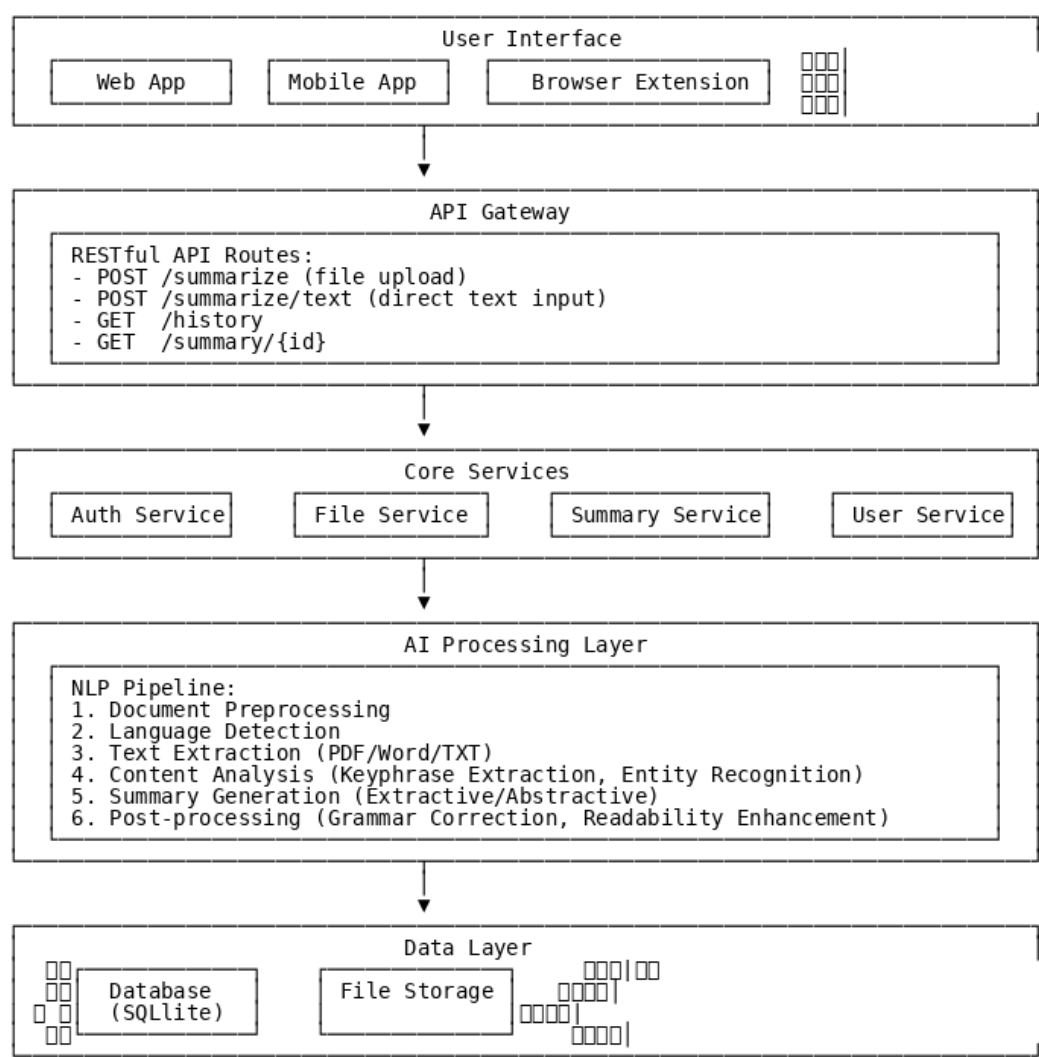 User Interface
Web App Mobile App Browser Extension
API Gateway
RESTful API Routes:
- POST /summarize (file upload)
- POST /summarize/text (direct text input)
- GET  /history
- GET  /summary/{id}
Core Services
Auth Service File Service Summary Service User Service
AI Processing Layer
NLP Pipeline:
1. Document Preprocessing
2. Language Detection
3. Text Extraction (PDF/Word/TXT)
4. Content Analysis (Keyphrase Extraction, Entity Recognition)
5. Summary Generation (Extractive/Abstractive)
6. Post-processing (Grammar Correction, Readability Enhancement)
Data Layer
Database File Storage
(SQLlite)